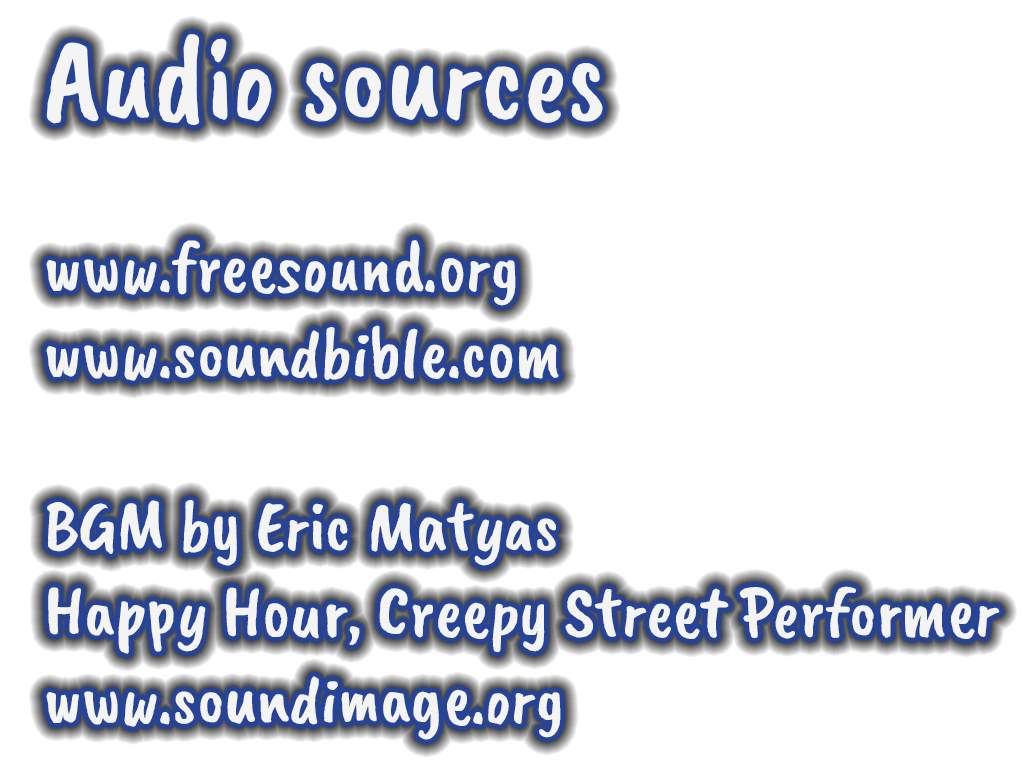 Audio sources
www.freesound.org
www.soundbible.com
BGM by Eric Matyas
Happy Hour, Creepy Street Performer
www.soundimage.org